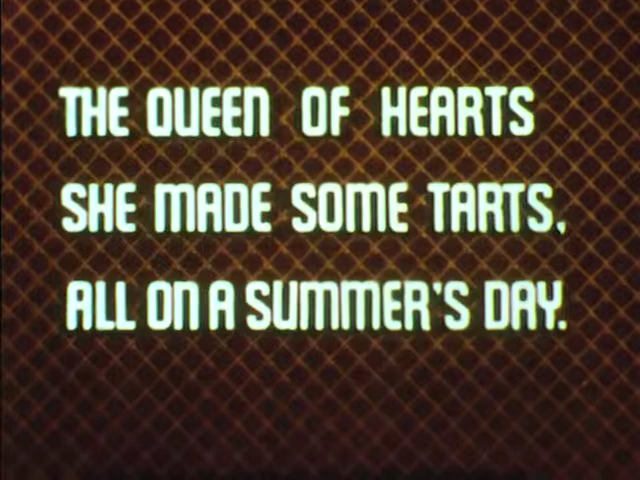 THE QUEEN OF HEARTS
SHE MADE SOME TARTS,
ALL ON A SUMMER'S DAY.